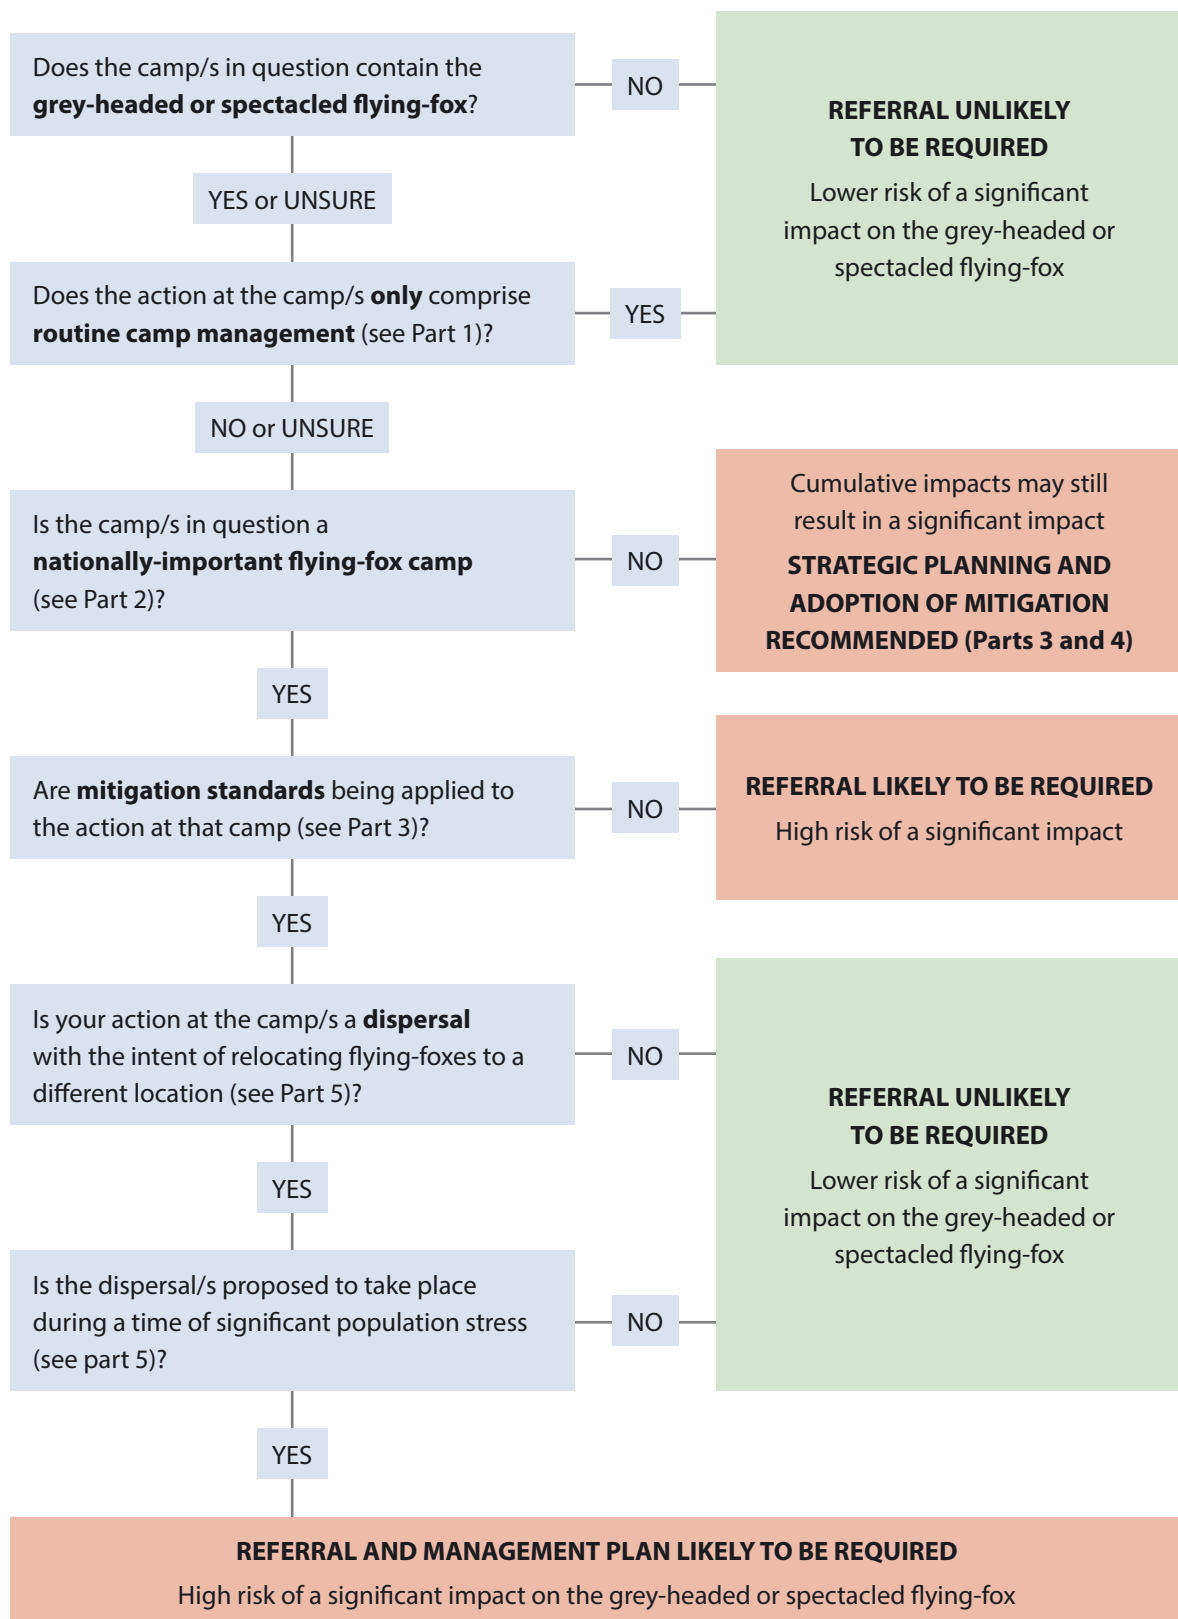 Does the camp/s in question contain the
grey-headed or spectacled flying-fox?
NO
REFERRAL UNLIKELY
TO BE REQUIRED
Lower risk of a significant
impact on the grey-headed or
spectacled flying-fox
YES or UNSURE
Does the action at the camp/s only comprise
routine camp management (see Part 1)?
YES
NO or UNSURE
Is the camp/s in question a
nationally-important flying-fox camp
(see Part 2)?
NO
Cumulative impacts may still
result in a significant impact
STRATEGIC PLANNING AND
ADOPTION OF MITIGATION
RECOMMENDED (Parts 3 and 4)
YES
Are mitigation standards being applied to
the action at that camp (see Part 3)?
NO
REFERRAL LIKELY TO BE REQUIRED
High risk of a significant impact
YES
Is your action at the camp/s a dispersal
with the intent of relocating flying-foxes to a
different location (see Part 5)?
NO
REFERRAL UNLIKELY
TO BE REQUIRED
Lower risk of a significant
impact on the grey-headed or
spectacled flying-fox
YES
Is the dispersal/s proposed to take place
during a time of significant population stress
(see part 5)?
NO
YES
REFERRAL AND MANAGEMENT PLAN LIKELY TO BE REQUIRED
High risk of a significant impact on the grey-headed or spectacled flying-fox